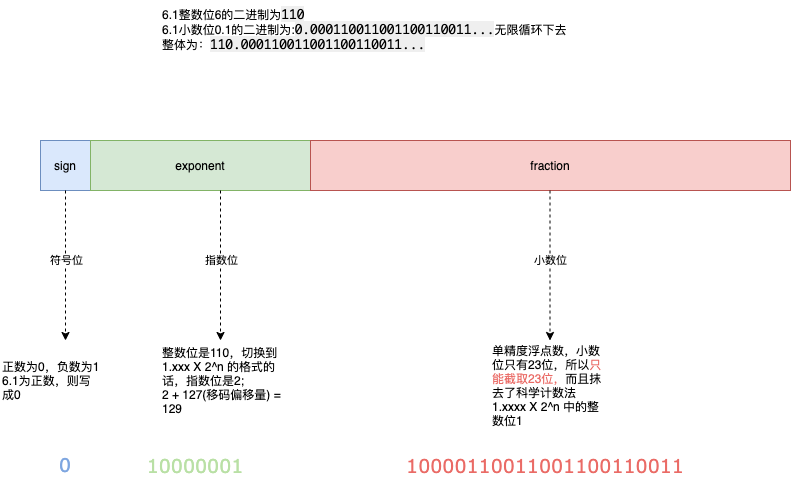 6.1整数位6的二进制为110
6.1小数位0.1的二进制为:0.000110011001100110011...无限循环下去
整体为：110.000110011001100110011...
sign
exponent
fraction
符号位
指数位
小数位
正数为0，负数为1
6.1为正数，则写
成0
整数位是110，切换到
1.xxx X 2^n 的格式的
话，指数位是2;
2 + 127(移码偏移量) =
129
单精度浮点数，小数
位只有23位，所以只
能截取23位，而且抹
去了科学计数法
1.xxxx X 2^n 中的整
数位1
0
10000001
10000110011001100110011